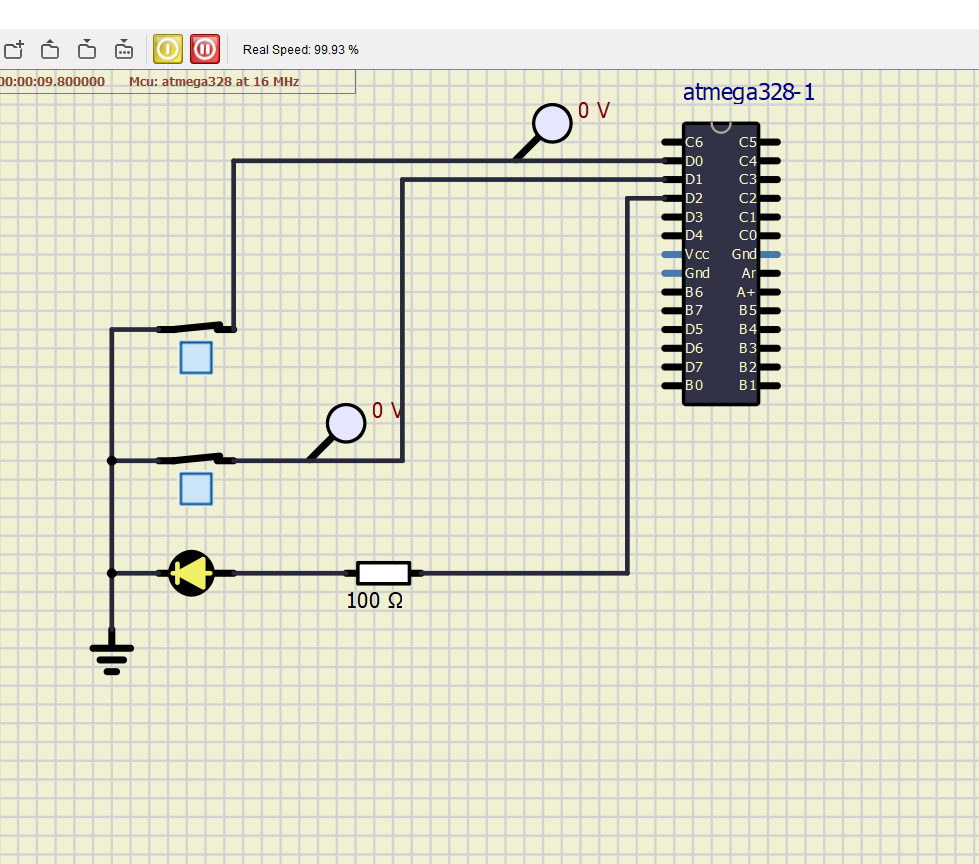 Real Speed: 99.93 %
00:00:09.800000 Mcu: atmega328 at 16 MHz
atmega328-1
0 V
C6 C5
D0 C4
D1 C3
D2 C2
D3 C1
D4 C0
Vcc Gnd
Gnd Ar
B6 A+
B7 B5
D5 B4
D6 B3
D7 B2
B0 B1
0 V
100 Ω